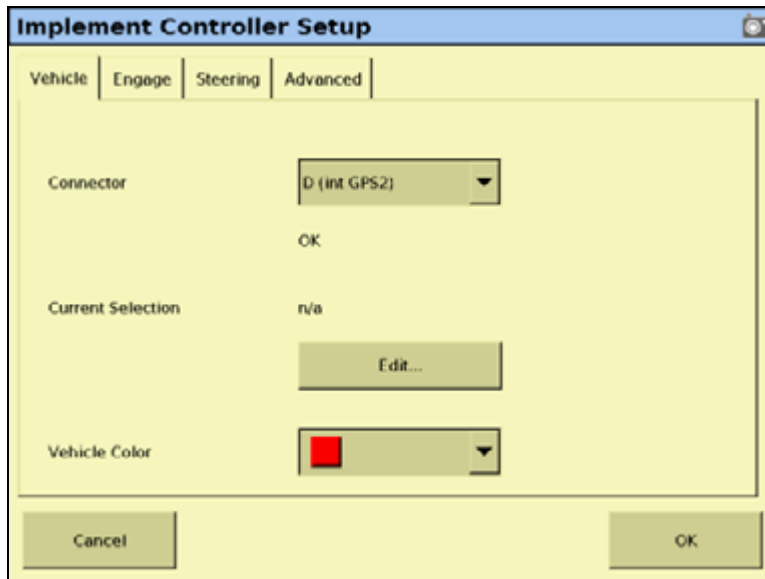 Implement Controller Setup
Vehicle Engage Steering Advanced
Connector D (int GPS2)
OK
Current Selection n/a
Edit...
Vehicle Color
Cancel OK